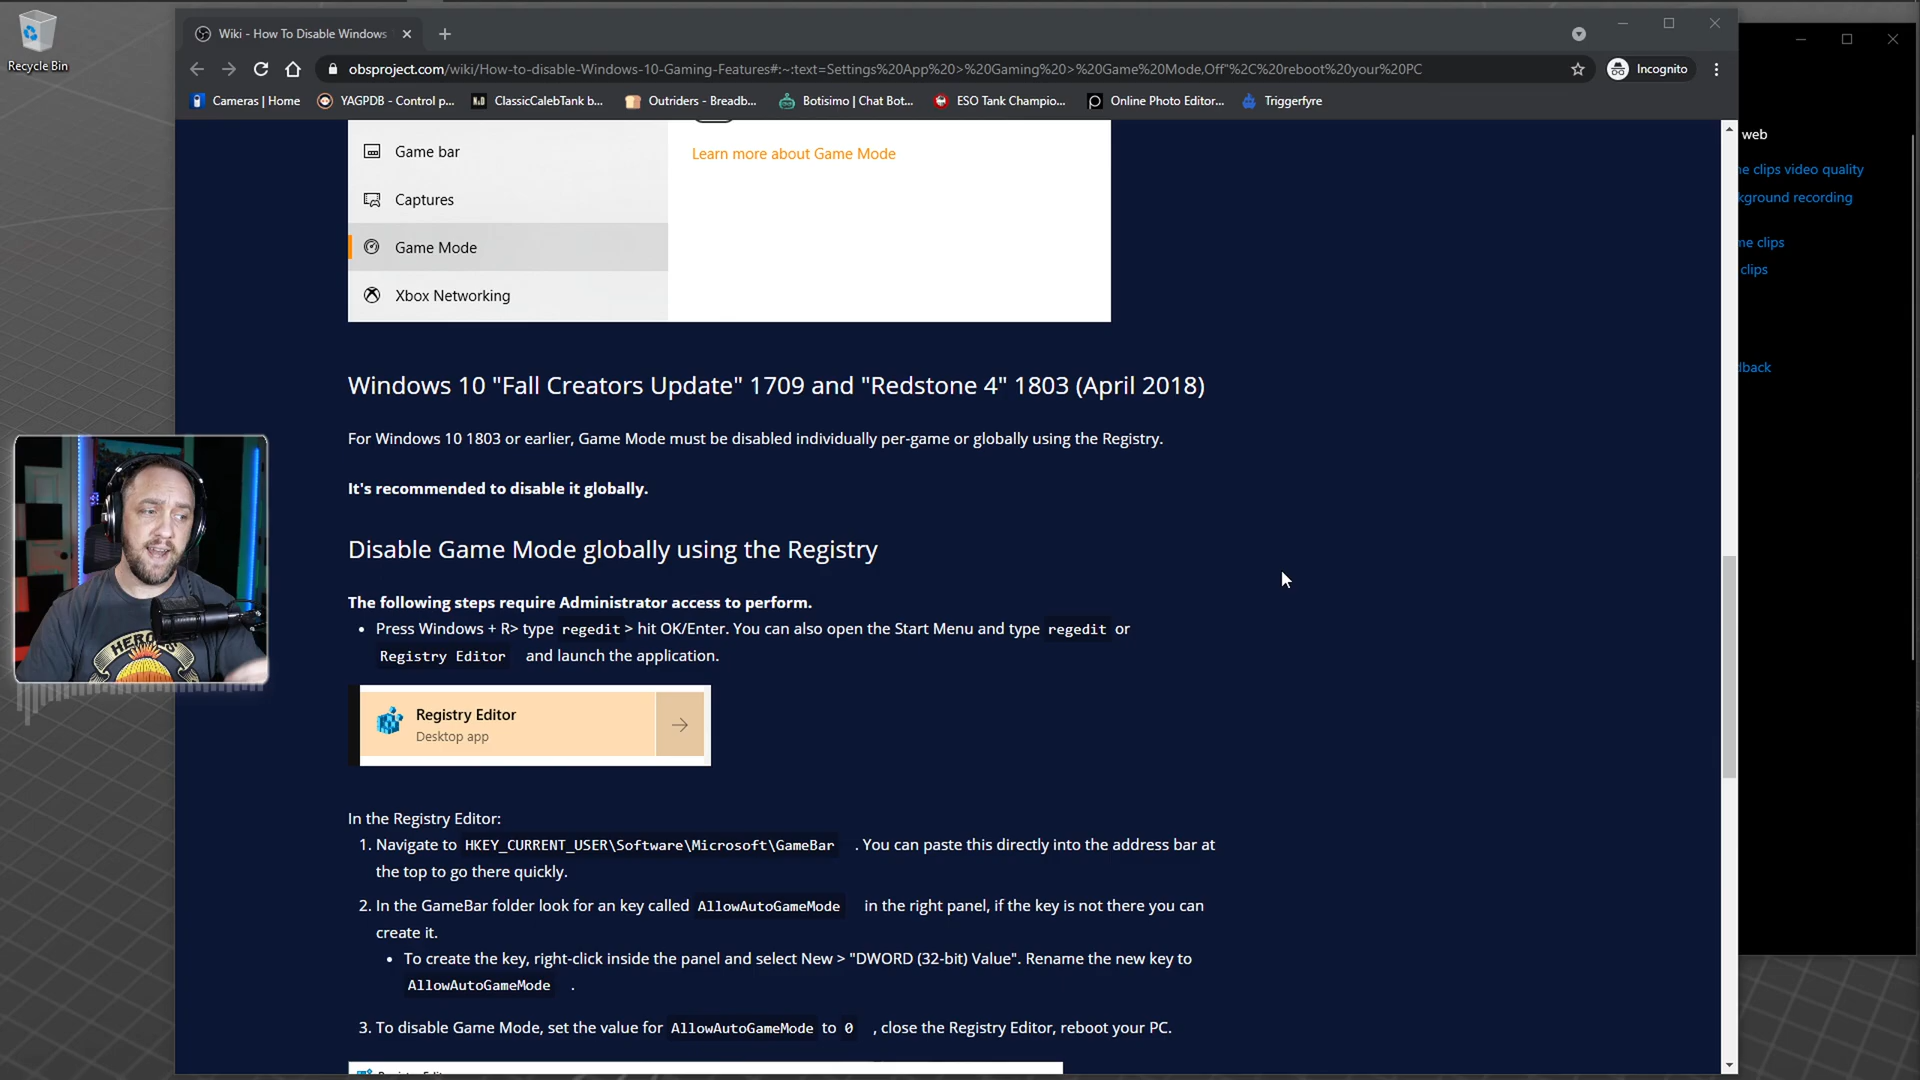 Recycle Bin
Wiki - How To Disable Windows
obsproject.com/wiki/How-to-disable-Windows-10-Gaming-Features#:~:text=Settings%20App%20>%20Gaming%20>%20Game%20Mode,Off"%2C%20reboot%20your%20PC
Incognito
Cameras | Home
YAGPDB - Control p...
ClassicCalebTank b...
Outriders - Breadb...
Botisimo | Chat Bot...
ESO Tank Champio...
Online Photo Editor...
Triggerfyre
Game bar
Learn more about Game Mode
Captures
Game Mode
Xbox Networking
web
ne clips video quality
kground recording
me clips
clips
dback
Windows 10 "Fall Creators Update" 1709 and "Redstone 4" 1803 (April 2018)
For Windows 10 1803 or earlier, Game Mode must be disabled individually per-game or globally using the Registry.
It's recommended to disable it globally.
Disable Game Mode globally using the Registry
The following steps require Administrator access to perform.
• Press Windows + R> type regedit > hit OK/Enter. You can also open the Start Menu and type regedit or
Registry Editor and launch the application.
Registry Editor
Desktop app
In the Registry Editor:
1. Navigate to HKEY_CURRENT_USER\Software\Microsoft\GameBar . You can paste this directly into the address bar at
the top to go there quickly.
2. In the GameBar folder look for an key called AllowAutoGameMode in the right panel, if the key is not there you can
create it.
• To create the key, right-click inside the panel and select New > "DWORD (32-bit) Value". Rename the new key to
AllowAutoGameMode .
3. To disable Game Mode, set the value for AllowAutoGameMode to 0 , close the Registry Editor, reboot your PC.